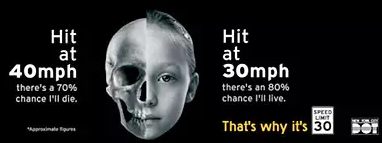 Hit
at
40mph
there's a 70%
chance I'll die.
*Approximate figures
Hit
at
30mph
there's an 80%
chance I'll live.
That's why it's
SPEED
LIMIT
30
NEW YORK CITY
DOT